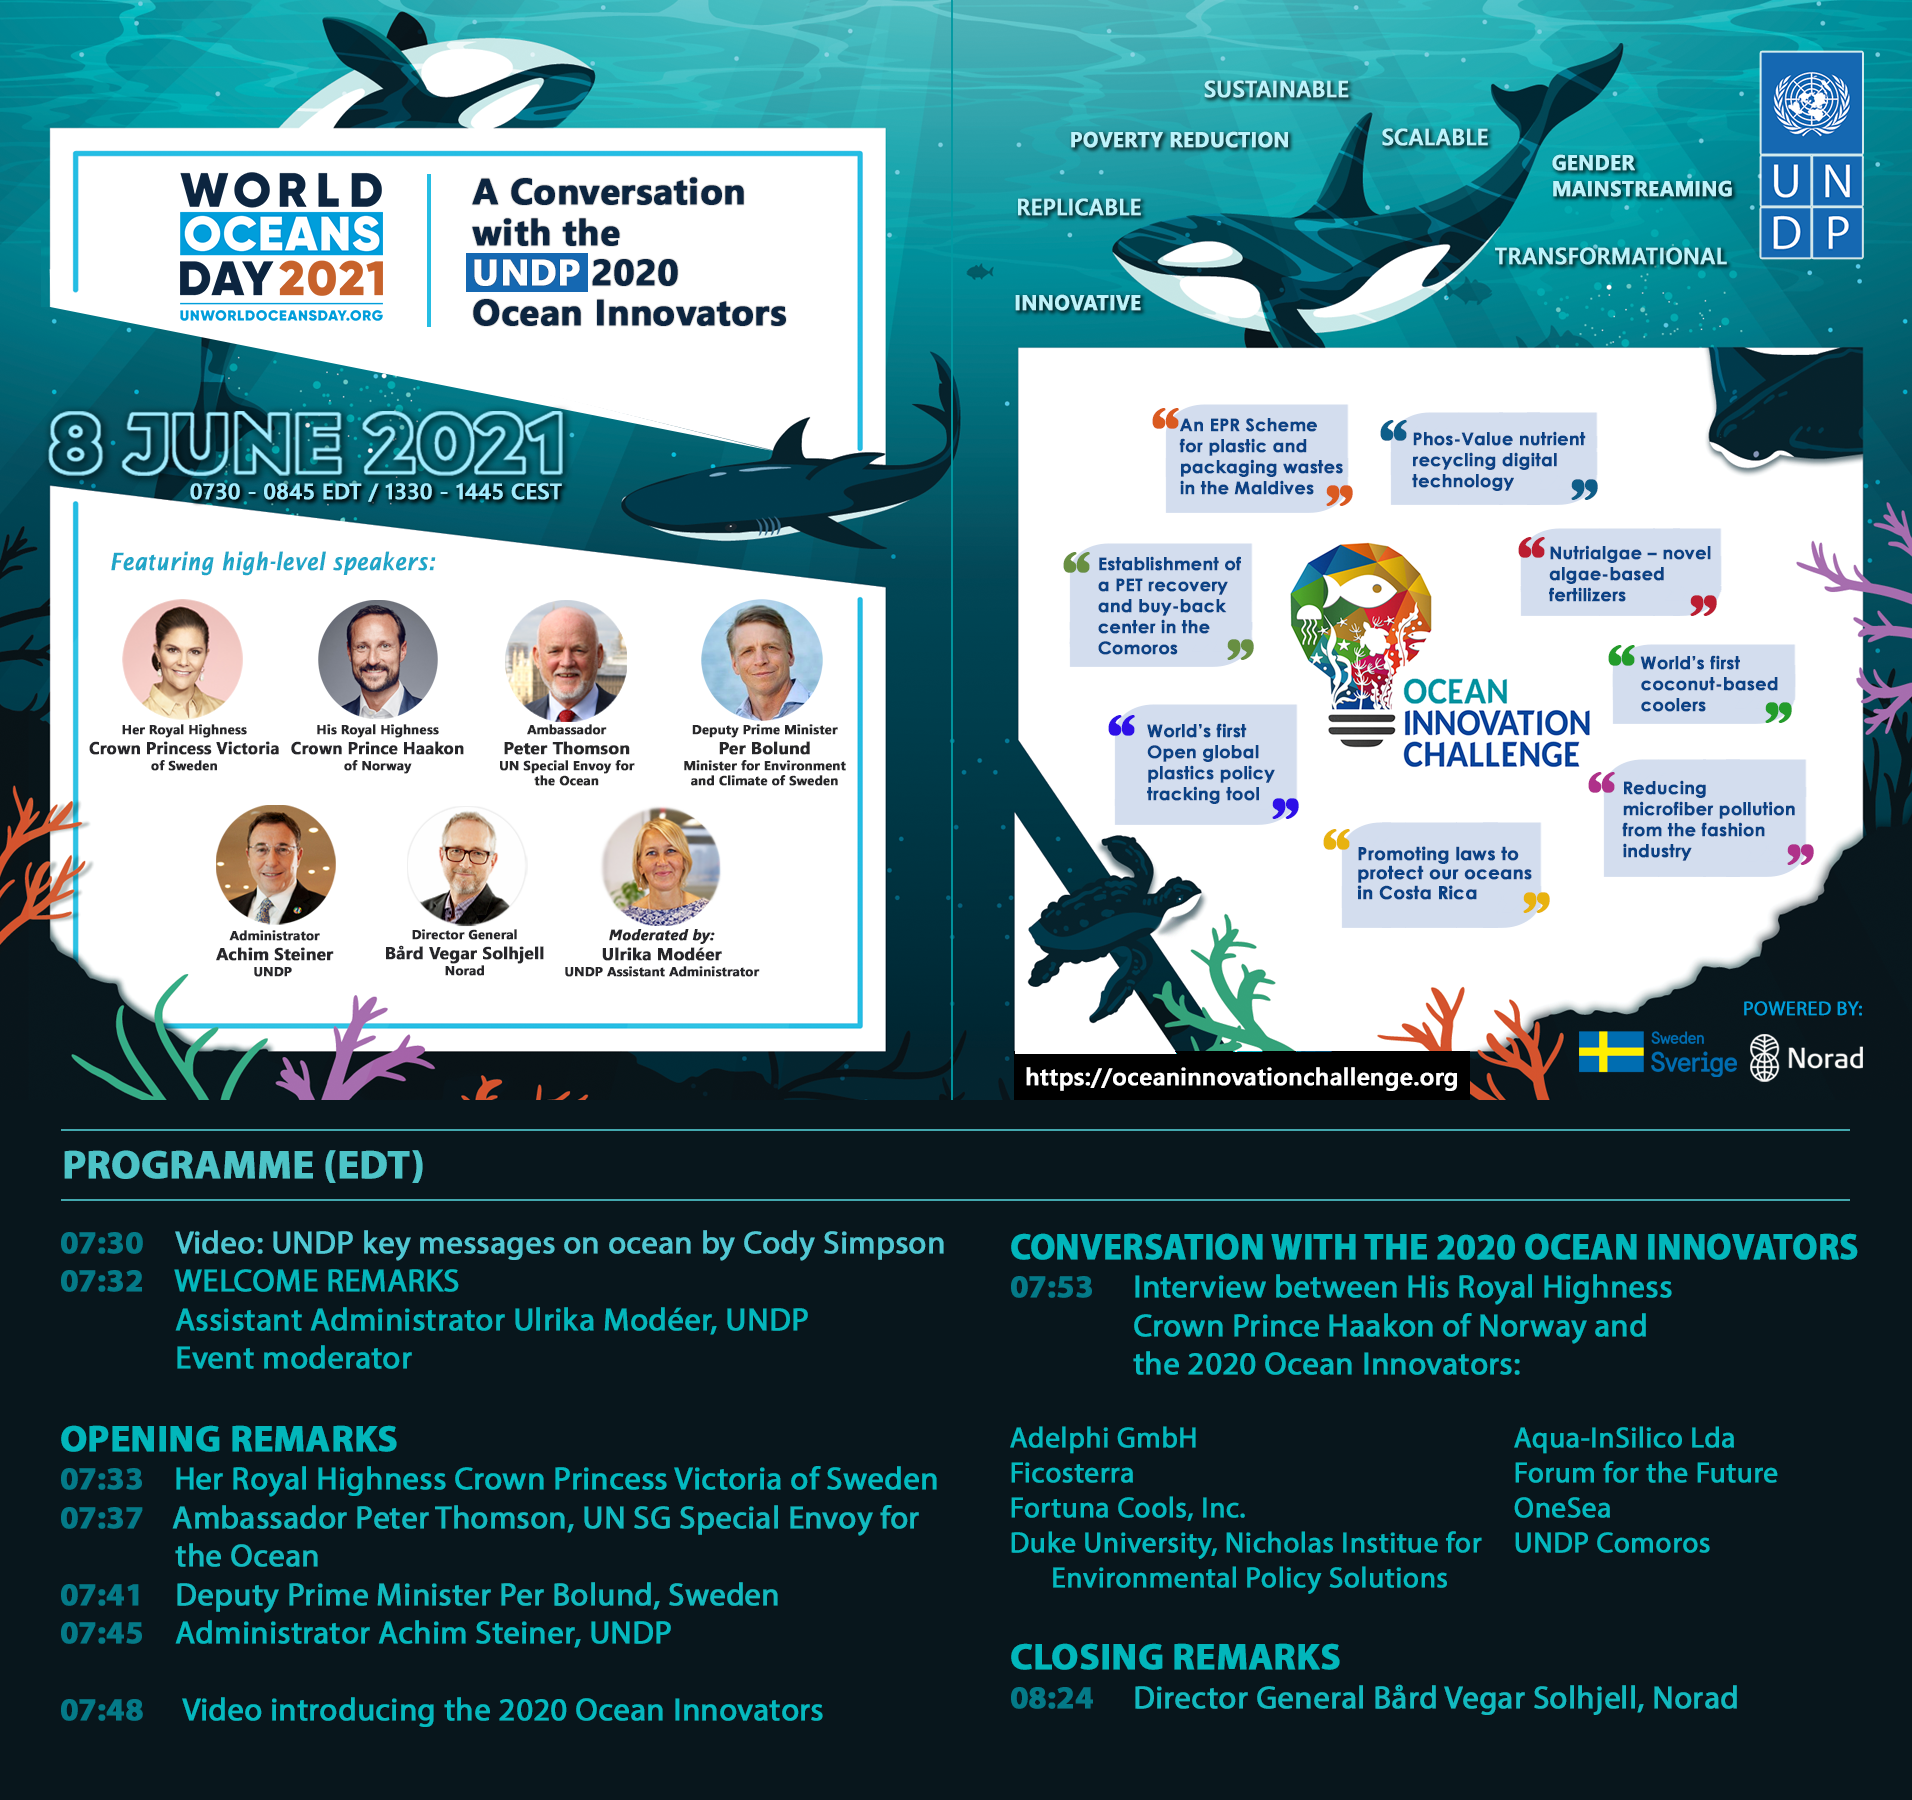 WORLD
OCEANS
DAY 2021
UNWORLDOCEANSDAY.ORG
A Conversation
with the
UNDP 2020
Ocean Innovators
8 JUNE 2021
0730 - 0845 EDT / 1330 - 1445 CEST
Featuring high-level speakers:
Her Royal Highness
Crown Princess Victoria
of Sweden
His Royal Highness
Crown Prince Haakon
of Norway
Ambassador
Peter Thomson
UN Special Envoy for
the Ocean
Deputy Prime Minister
Per Bolund
Minister for Environment
and Climate of Sweden
Administrator
Achim Steiner
UNDP
Director General
Bård Vegar Solhjell
Norad
Moderated by:
Ulrika Modéer
UNDP Assistant Administrator
SUSTAINABLE
POVERTY REDUCTION
SCALABLE
GENDER
MAINSTREAMING
REPLICABLE
TRANSFORMATIONAL
INNOVATIVE
U N
D P
“An EPR Scheme
for plastic and
packaging wastes
in the Maldives”
“Phos-Value nutrient
recycling digital
technology”
“Establishment of
a PET recovery
and buy-back
center in the
Comoros”
“Nutrialgae – novel
algae-based
fertilizers”
“World's first
coconut-based
coolers”
“World's first
Open global
plastics policy
tracking tool”
OCEAN
INNOVATION
CHALLENGE
“Reducing
microfiber pollution
from the fashion
industry”
“Promoting laws to
protect our oceans
in Costa Rica”
POWERED BY:
Sweden
Sverige
Norad
https://oceaninnovationchallenge.org
PROGRAMME (EDT)
07:30 Video: UNDP key messages on ocean by Cody Simpson
07:32 WELCOME REMARKS
Assistant Administrator Ulrika Modéer, UNDP
Event moderator
OPENING REMARKS
07:33 Her Royal Highness Crown Princess Victoria of Sweden
07:37 Ambassador Peter Thomson, UN SG Special Envoy for
the Ocean
07:41 Deputy Prime Minister Per Bolund, Sweden
07:45 Administrator Achim Steiner, UNDP
07:48 Video introducing the 2020 Ocean Innovators
CONVERSATION WITH THE 2020 OCEAN INNOVATORS
07:53 Interview between His Royal Highness
Crown Prince Haakon of Norway and
the 2020 Ocean Innovators:
Adelphi GmbH
Ficosterra
Fortuna Cools, Inc.
Duke University, Nicholas Institue for
Environmental Policy Solutions
Aqua-InSilico Lda
Forum for the Future
OneSea
UNDP Comoros
CLOSING REMARKS
08:24 Director General Bård Vegar Solhjell, Norad